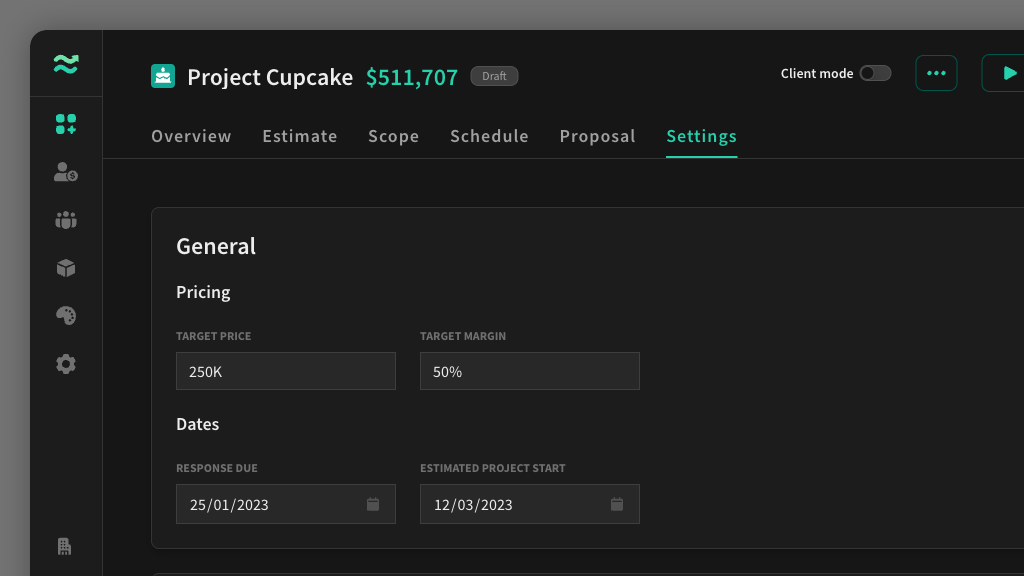 Project Cupcake $511,707 Draft
Client mode
Overview Estimate Scope Schedule Proposal Settings
General
Pricing
TARGET PRICE TARGET MARGIN
250K 50%
Dates
RESPONSE DUE ESTIMATED PROJECT START
25/01/2023 12/03/2023